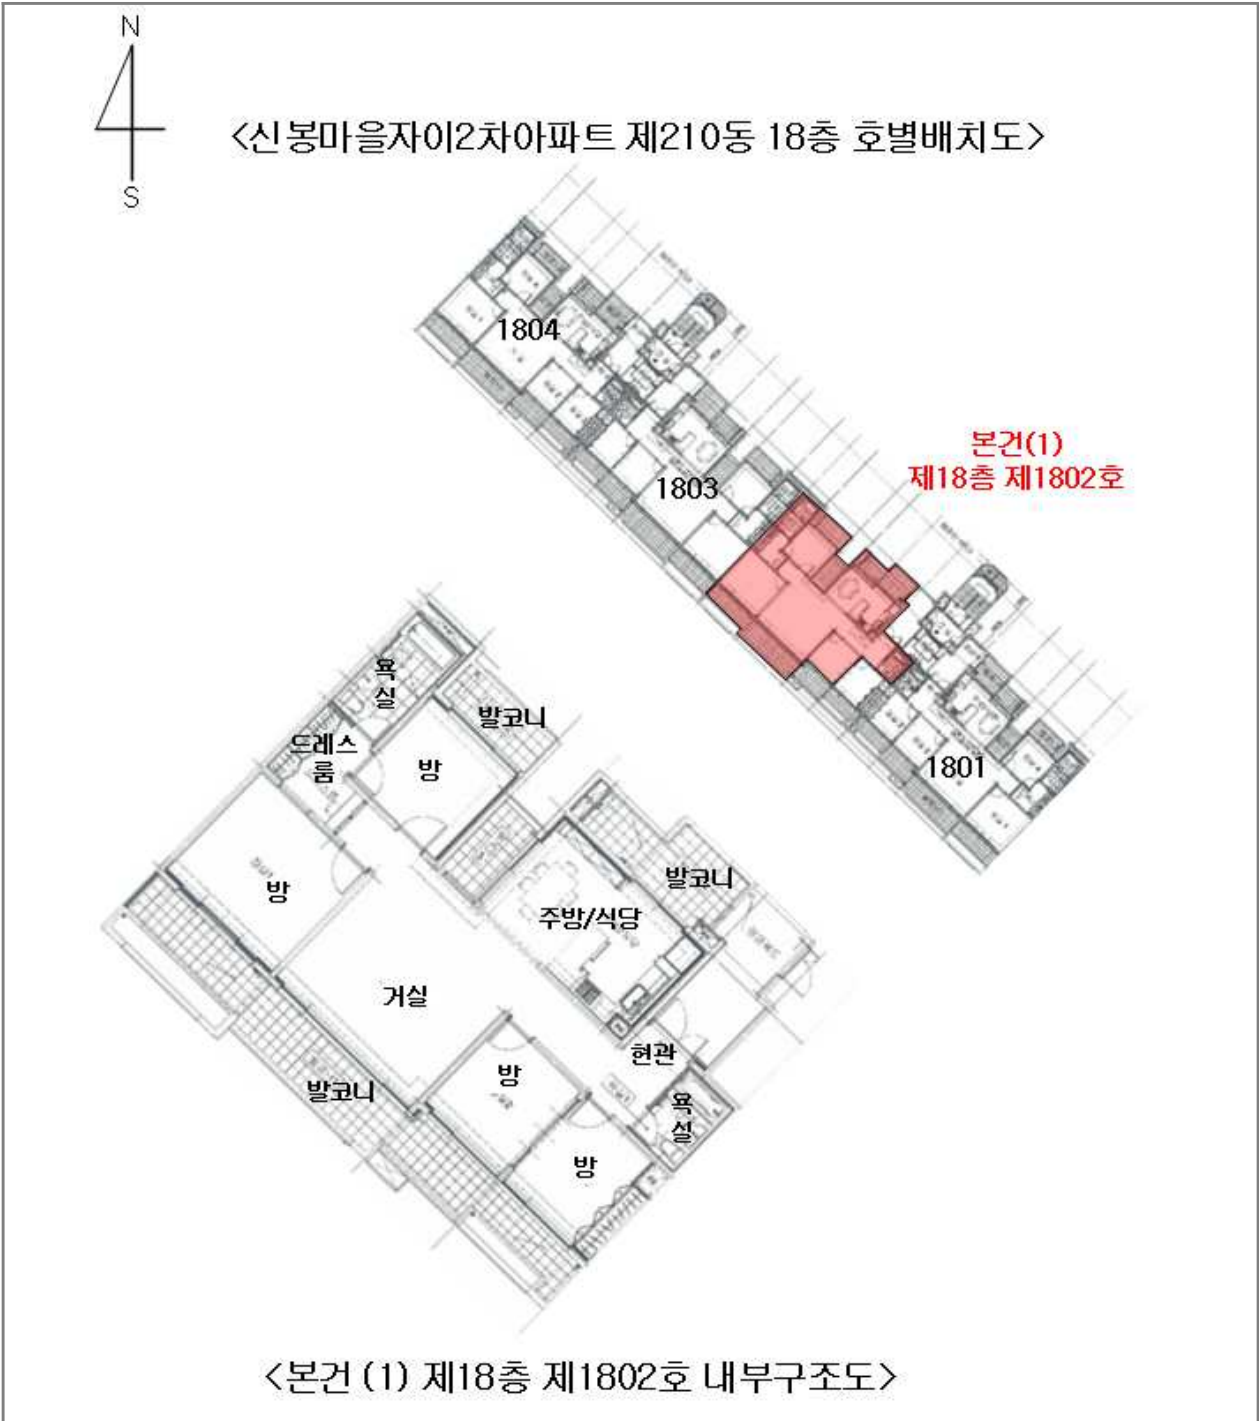 N
S
<신봉마을자이2차아파트 제210동 18층 호별배치도>
1804
1803
본건(1)
제18층 제1802호
1801
욕
실
발코니
드레스
룸
방
방
발코니
주방/식당
거실
현관
방
발코니
욕
실
방
<본건 (1) 제18층 제1802호 내부구조도>